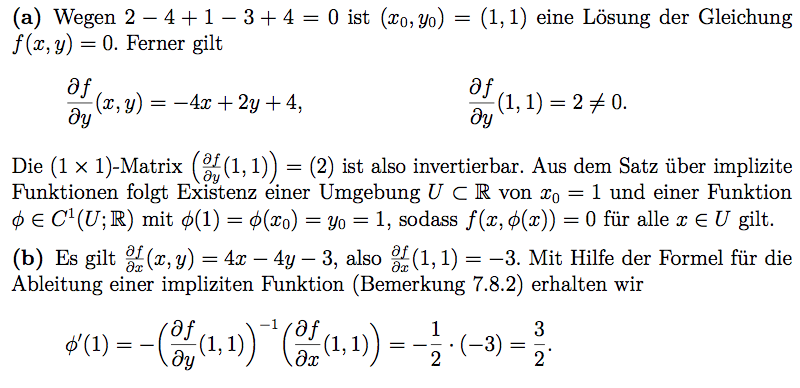 (a) Wegen 2 − 4 + 1 − 3 + 4 = 0 ist (x₀, y₀) = (1, 1) eine Lösung der Gleichung
f(x, y) = 0. Ferner gilt
∂f/∂y (x, y) = −4x + 2y + 4, ∂f/∂y (1, 1) = 2 ≠ 0.
Die (1 × 1)-Matrix (∂f/∂y (1, 1)) = (2) ist also invertierbar. Aus dem Satz über implizite
Funktionen folgt Existenz einer Umgebung U ⊂ ℝ von x₀ = 1 und einer Funktion
ϕ ∈ C¹(U; ℝ) mit ϕ(1) = ϕ(x₀) = y₀ = 1, sodass f(x, ϕ(x)) = 0 für alle x ∈ U gilt.
(b) Es gilt ∂f/∂x (x, y) = 4x − 4y − 3, also ∂f/∂x (1, 1) = −3. Mit Hilfe der Formel für die
Ableitung einer impliziten Funktion (Bemerkung 7.8.2) erhalten wir
ϕ′(1) = −(∂f/∂y (1, 1))⁻¹ (∂f/∂x (1, 1)) = −1/2 · (−3) = 3/2.